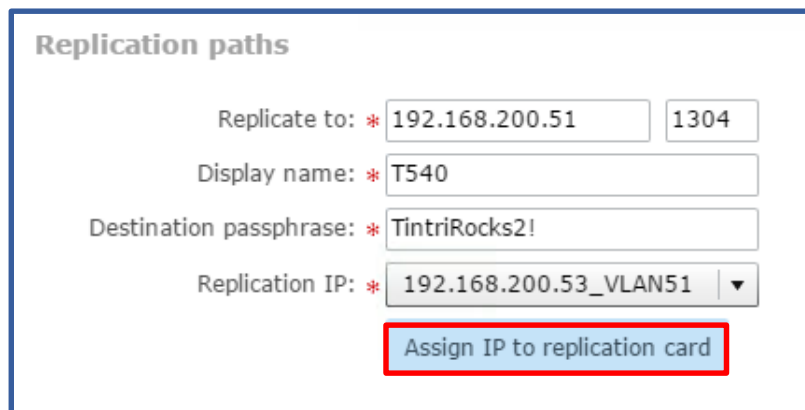 Replication paths
Replicate to: * 192.168.200.51 1304
Display name: * T540
Destination passphrase: * TintriRocks2!
Replication IP: * 192.168.200.53_VLAN51
Assign IP to replication card